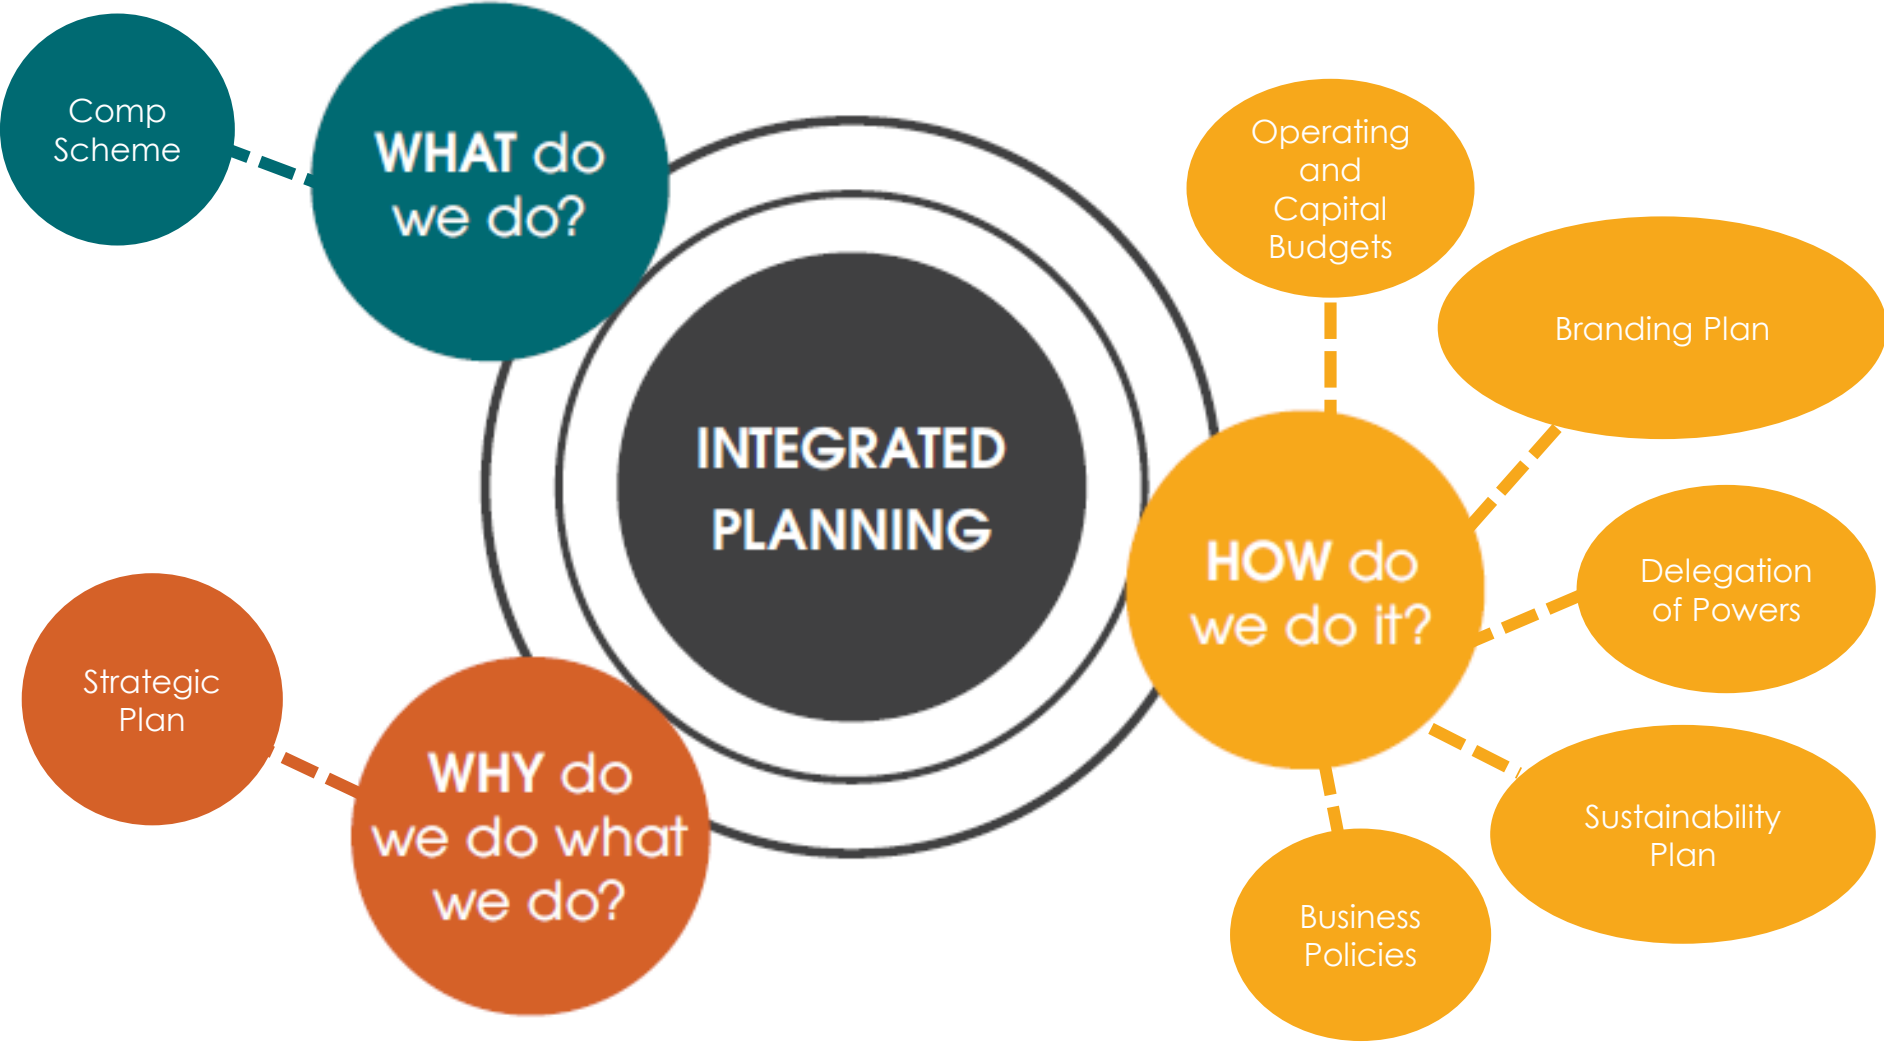 Comp
Scheme
WHAT do
we do?
INTEGRATED
PLANNING
Strategic
Plan
WHY do
we do what
we do?
HOW do
we do it?
Operating
and
Capital
Budgets
Branding Plan
Delegation
of Powers
Sustainability
Plan
Business
Policies